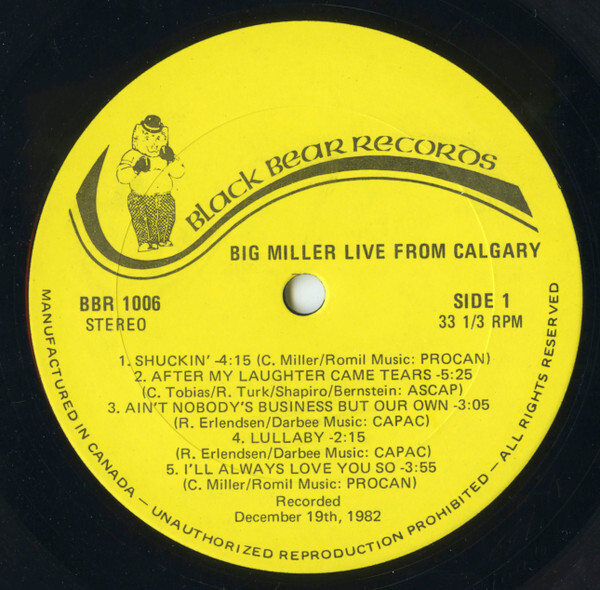 BLACK BEAR RECORDS
BIG MILLER LIVE FROM CALGARY
BBR 1006
STEREO
SIDE 1
33 1/3 RPM
1. SHUCKIN' -4:15 (C. Miller/Romil Music: PROCAN)
2. AFTER MY LAUGHTER CAME TEARS -5:25
(C. Tobias/R. Turk/Shapiro/Bernstein: ASCAP)
3. AIN'T NOBODY'S BUSINESS BUT OUR OWN -3:05
(R. Erlendsen/Darbee Music: CAPAC)
4. LULLABY -2:15
(R. Erlendsen/Darbee Music: CAPAC)
5. I'LL ALWAYS LOVE YOU SO -3:55
(C. Miller/Romil Music: PROCAN)
Recorded
December 19th, 1982
MANUFACTURED IN CANADA — UNAUTHORIZED REPRODUCTION PROHIBITED — ALL RIGHTS RESERVED